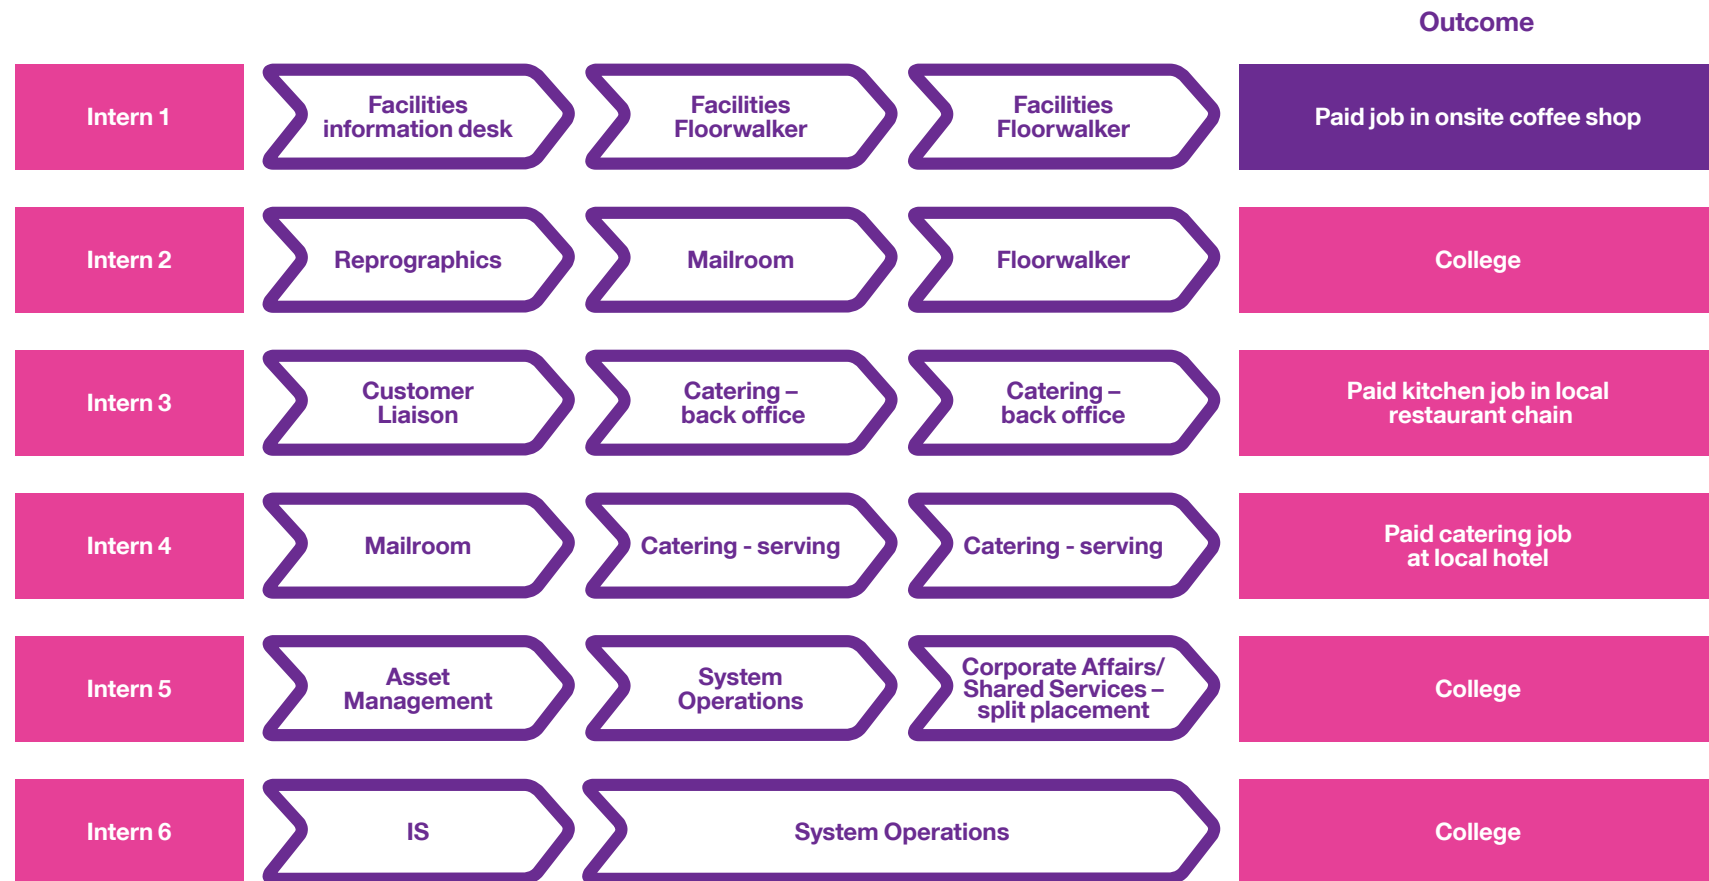 Outcome
Intern 1
Facilities
information desk
Facilities
Floorwalker
Facilities
Floorwalker
Paid job in onsite coffee shop
Intern 2
Reprographics
Mailroom
Floorwalker
College
Intern 3
Customer
Liaison
Catering –
back office
Catering –
back office
Paid kitchen job in local
restaurant chain
Intern 4
Mailroom
Catering - serving
Catering - serving
Paid catering job
at local hotel
Intern 5
Asset
Management
System
Operations
Corporate Affairs/
Shared Services –
split placement
College
Intern 6
IS
System Operations
College